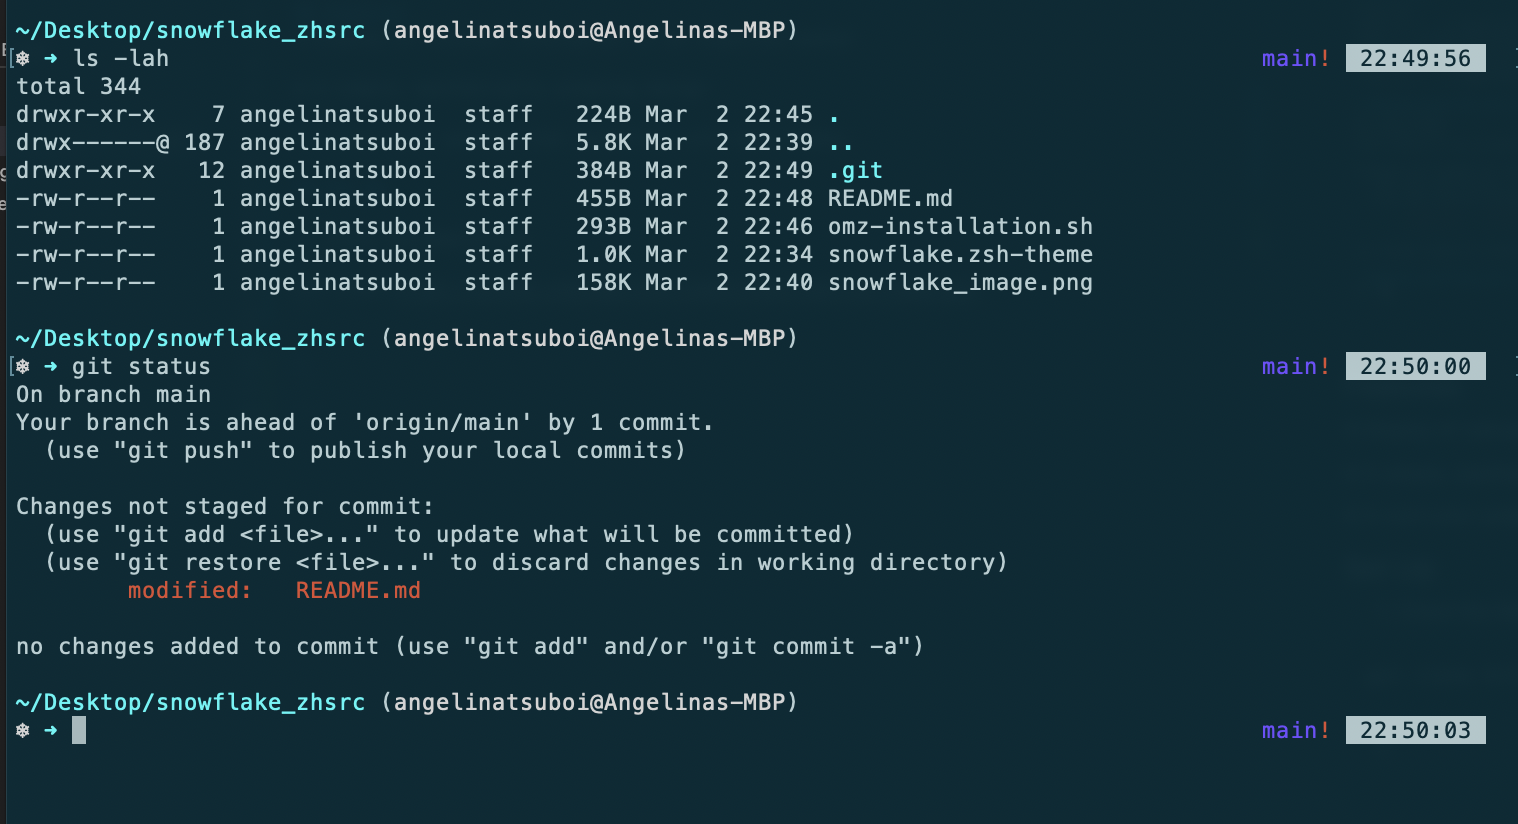 ~/Desktop/snowflake_zhsrc (angelinatsuboi@Angelinas-MBP)
[❄ ➜ ls -lah main! 22:49:56
total 344
drwxr-xr-x    7 angelinatsuboi  staff   224B Mar  2 22:45 .
drwx------@ 187 angelinatsuboi  staff   5.8K Mar  2 22:39 ..
drwxr-xr-x   12 angelinatsuboi  staff   384B Mar  2 22:49 .git
-rw-r--r--    1 angelinatsuboi  staff   455B Mar  2 22:48 README.md
-rw-r--r--    1 angelinatsuboi  staff   293B Mar  2 22:46 omz-installation.sh
-rw-r--r--    1 angelinatsuboi  staff   1.0K Mar  2 22:34 snowflake.zsh-theme
-rw-r--r--    1 angelinatsuboi  staff   158K Mar  2 22:40 snowflake_image.png
~/Desktop/snowflake_zhsrc (angelinatsuboi@Angelinas-MBP)
[❄ ➜ git status main! 22:50:00
On branch main
Your branch is ahead of 'origin/main' by 1 commit.
  (use "git push" to publish your local commits)
Changes not staged for commit:
  (use "git add <file>..." to update what will be committed)
  (use "git restore <file>..." to discard changes in working directory)
        modified:   README.md
no changes added to commit (use "git add" and/or "git commit -a")
~/Desktop/snowflake_zhsrc (angelinatsuboi@Angelinas-MBP)
❄ ➜ main! 22:50:03